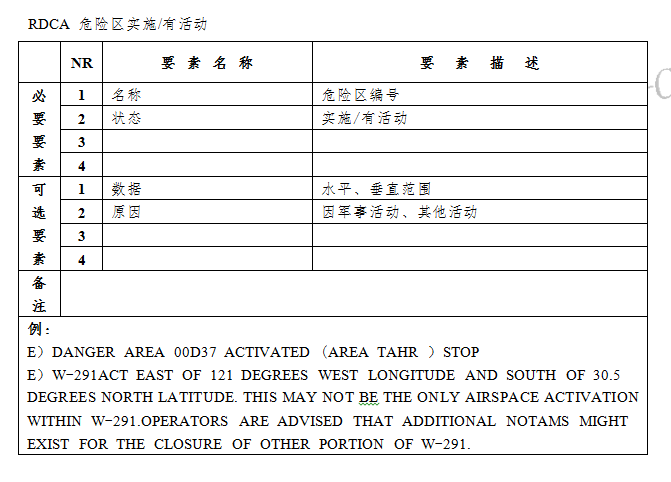 RDCA 危险区实施/有活动
NR 要素名称 要素描述
必要要素
1 名称 危险区编号
2 状态 实施/有活动
3
4
可选要素
1 数据 水平、垂直范围
2 原因 因军事活动、其他活动
3
4
备注
例：
E）DANGER AREA 00D37 ACTIVATED (AREA TAHR ) STOP
E）W-291ACT EAST OF 121 DEGREES WEST LONGITUDE AND SOUTH OF 30.5
DEGREES NORTH LATITUDE. THIS MAY NOT BE THE ONLY AIRSPACE ACTIVATION
WITHIN W-291.OPERATORS ARE ADVISED THAT ADDITIONAL NOTAMS MIGHT
EXIST FOR THE CLOSURE OF OTHER PORTION OF W-291.